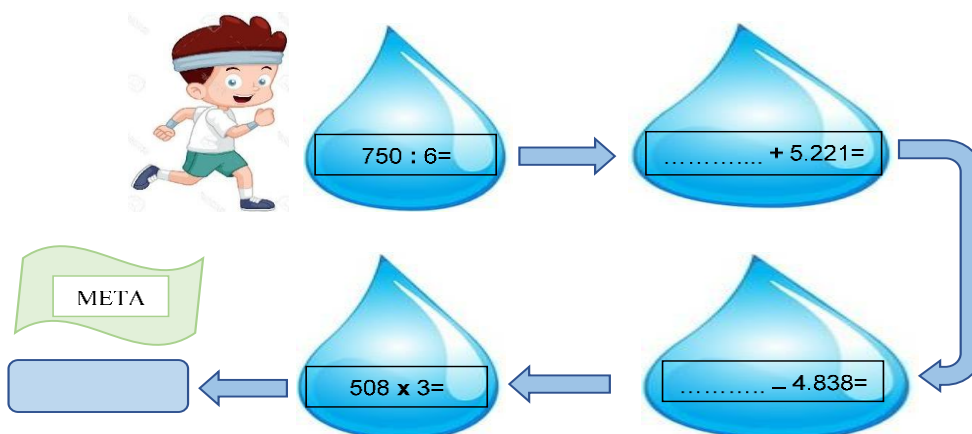 750 : 6=
………….... + 5.221=
……….. – 4.838=
508 x 3=
META